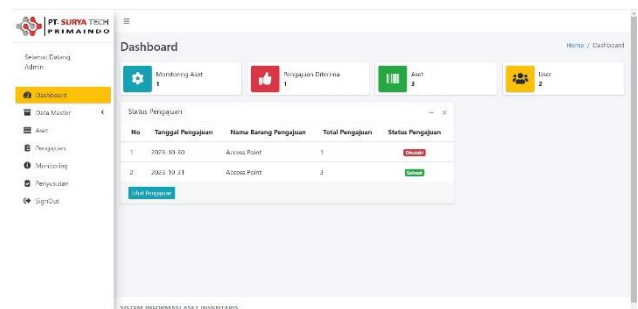 PT. SURYA TECH
PRIMAINDO
Selamat Datang
Admin
Dashboard
Data Master
Aset
Pengajuan
Monitoring
Penyusutan
SignOut
Dashboard
Home / Dashboard
Monitoring Aset
1
Pengajuan Diterima
1
Aset
3
User
2
Status Pengajuan
No Tanggal Pengajuan Nama Barang Pengajuan Total Pengajuan Status Pengajuan
1 2023-10-30 Access Point 1
2 2023-10-31 Access Point 3 Selesai
Lihat Pengajuan
SISTEM INFORMASI ASET INVENTARIS